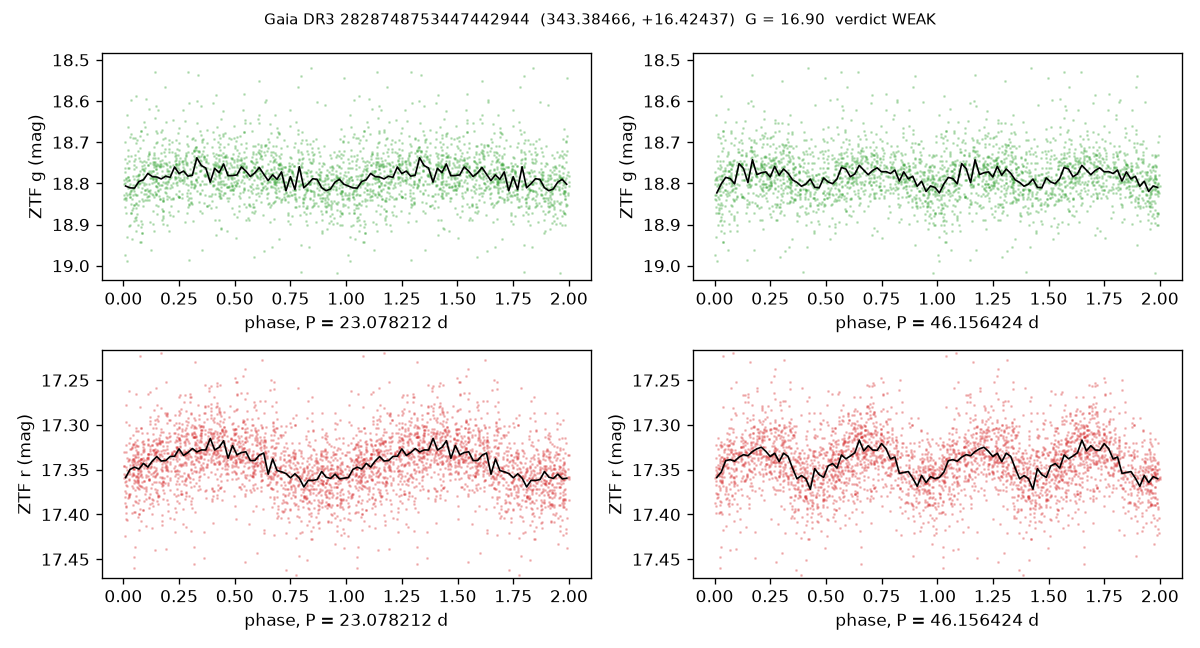 Gaia DR3 2828748753447442944 (343.38466, +16.42437) G = 16.90 verdict WEAK
ZTF g (mag)
18.5
18.6
18.7
18.8
18.9
19.0
0.00 0.25 0.50 0.75 1.00 1.25 1.50 1.75 2.00
phase, P = 23.078212 d
ZTF g (mag)
18.5
18.6
18.7
18.8
18.9
19.0
0.00 0.25 0.50 0.75 1.00 1.25 1.50 1.75 2.00
phase, P = 46.156424 d
ZTF r (mag)
17.25
17.30
17.35
17.40
17.45
0.00 0.25 0.50 0.75 1.00 1.25 1.50 1.75 2.00
phase, P = 23.078212 d
ZTF r (mag)
17.25
17.30
17.35
17.40
17.45
0.00 0.25 0.50 0.75 1.00 1.25 1.50 1.75 2.00
phase, P = 46.156424 d